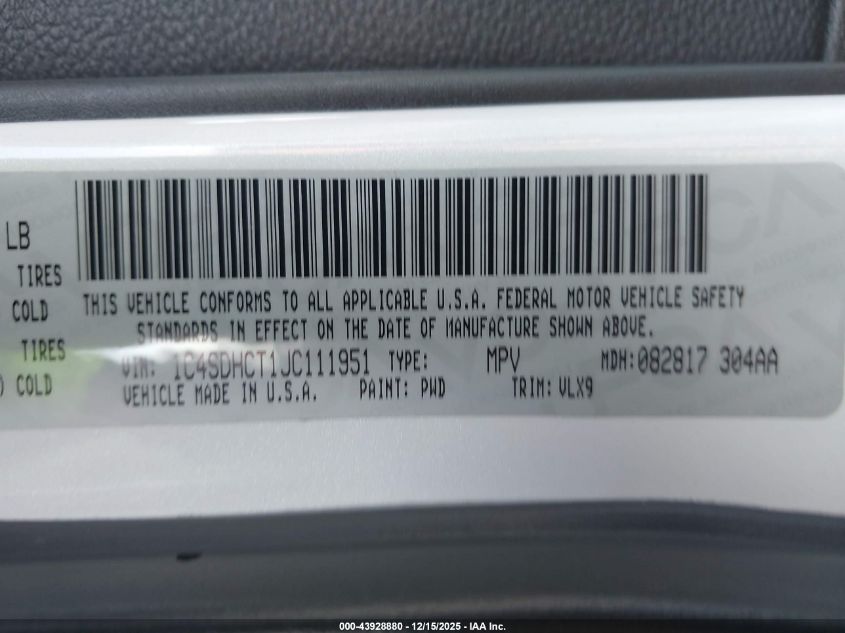 LB
TIRES
COLD
TIRES
) COLD
THIS VEHICLE CONFORMS TO ALL APPLICABLE U.S.A. FEDERAL MOTOR VEHICLE SAFETY
STANDARDS IN EFFECT ON THE DATE OF MANUFACTURE SHOWN ABOVE.
VIN: 1C4SDHCT1JC111951 TYPE: MPV MDH:082817 304AA
VEHICLE MADE IN U.S.A. PAINT: PWD TRIM: VLX9
000-43928880 - 12/15/2025 - IAA Inc.